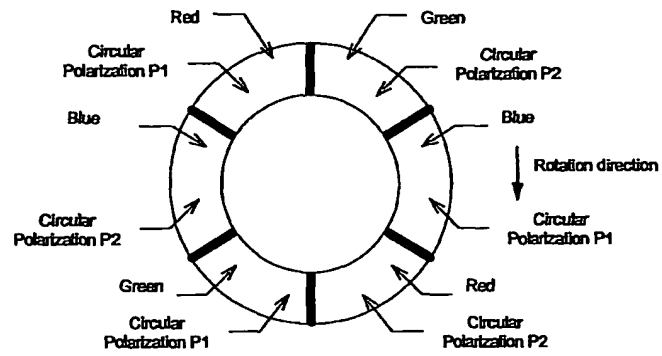 Red
Green
Circular
Polarization P1
Circular
Polarization P2
Blue
Blue
Rotation direction
Circular
Polarization P2
Circular
Polarization P1
Green
Red
Circular
Polarization P1
Circular
Polarization P2